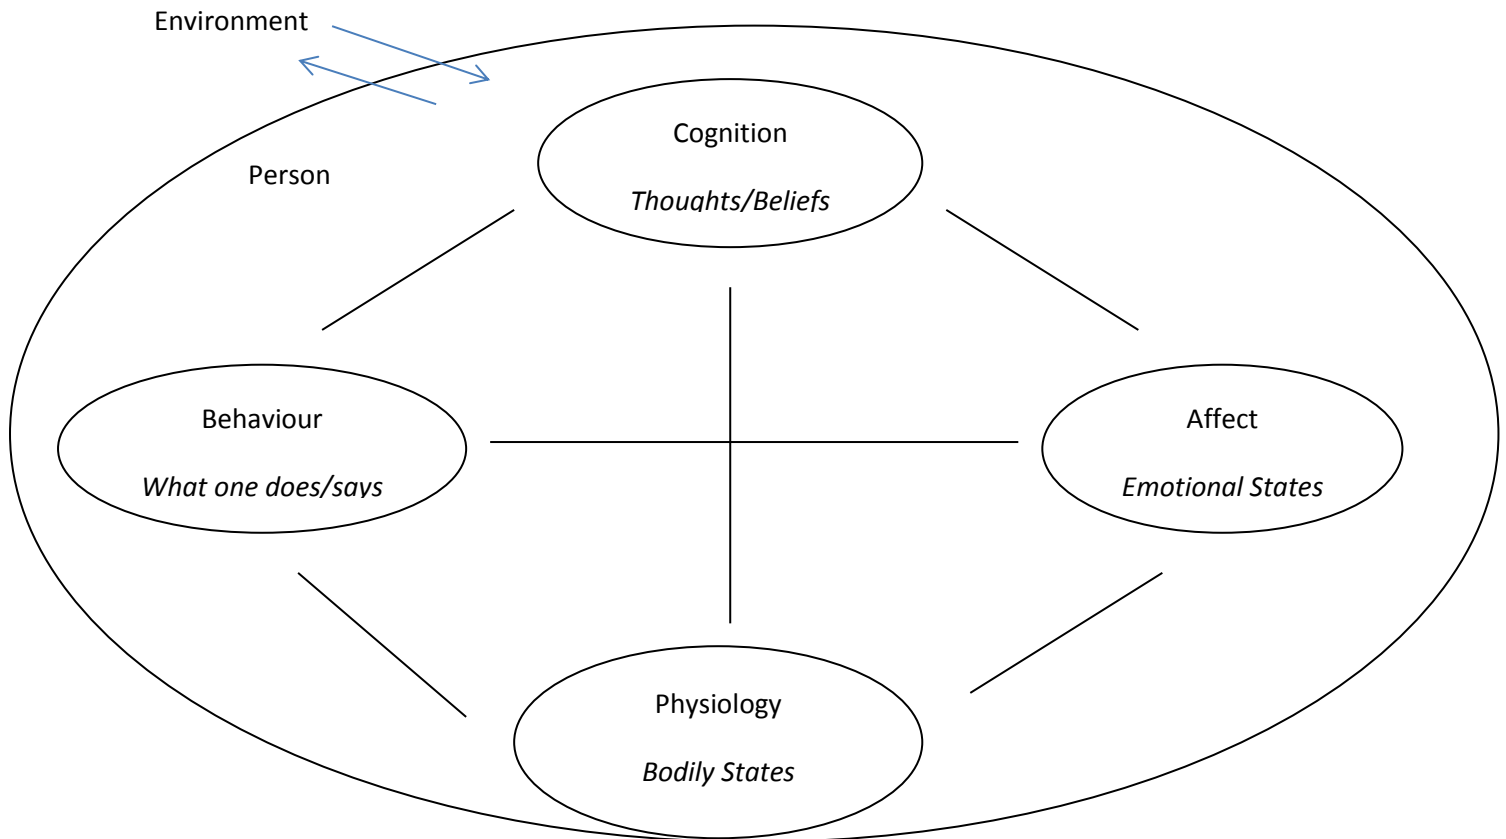 Environment
Person
Cognition
Thoughts/Beliefs
Behaviour
What one does/says
Affect
Emotional States
Physiology
Bodily States